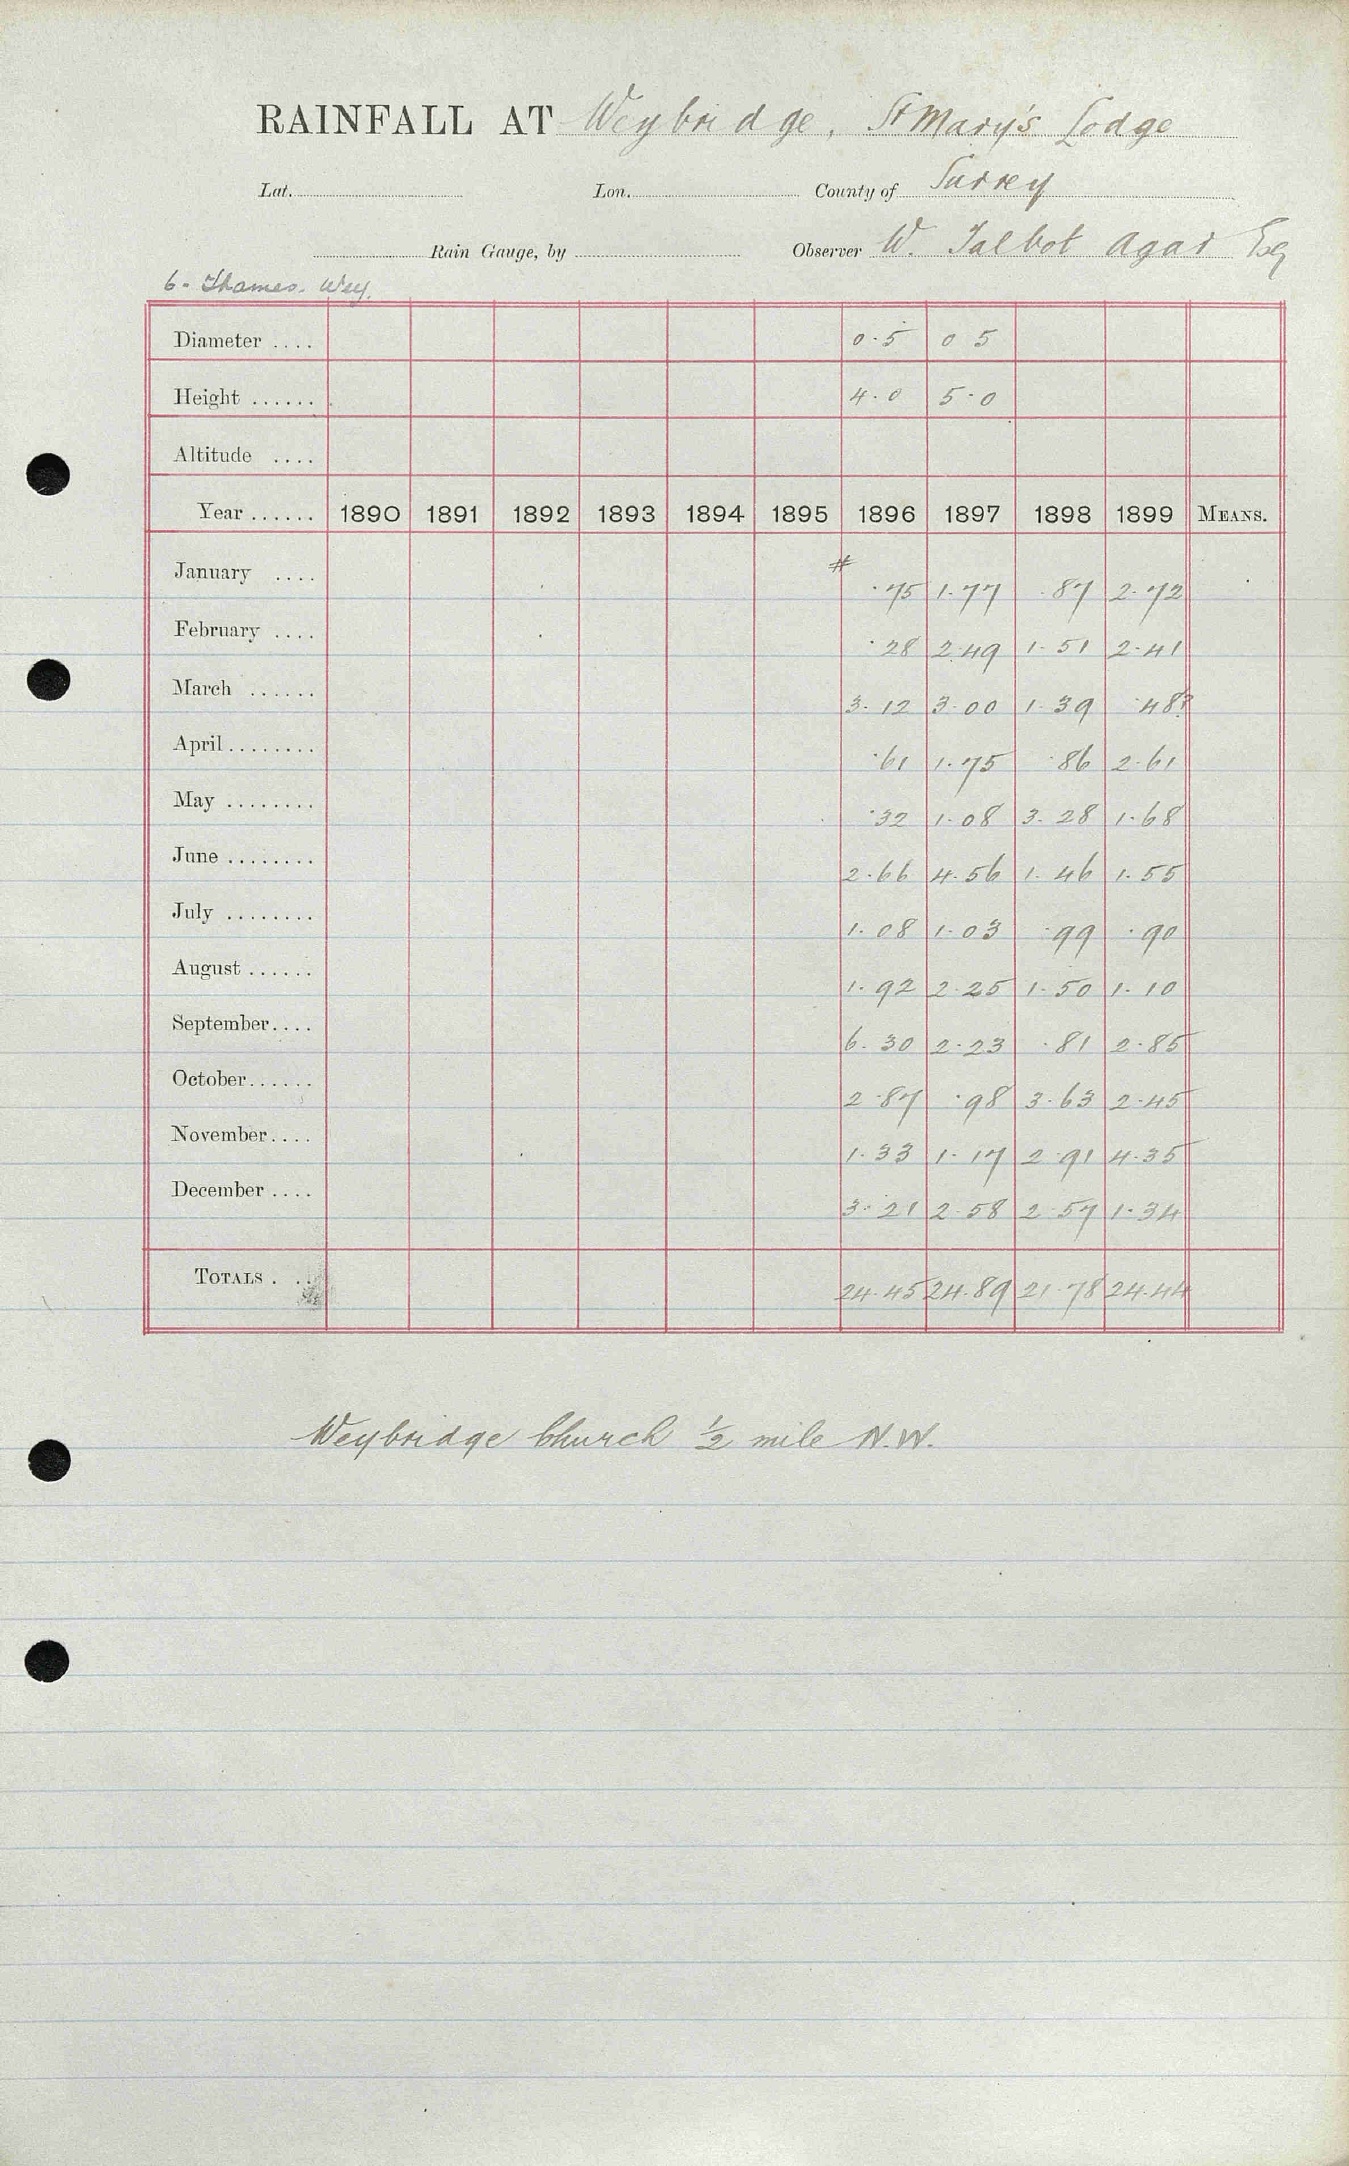 RAINFALL AT Weybridge, St Mary's Lodge
Lat. Lon. County of Surrey
Rain Gauge, by Observer W. Talbot Agar Esq
6. Thames. Wey.
Diameter .... 0.5 0 5
Height ...... 4.0 5.0
Altitude ....
Year ...... 1890 1891 1892 1893 1894 1895 1896 1897 1898 1899 MEANS.
January .... # .75 1.77 .87 2.72
February .... .28 2.49 1.51 2.41
March ...... 3.12 3.00 1.39 .48?
April ........ .61 1.75 .86 2.61
May ........ .32 1.08 3.28 1.68
June ........ 2.66 4.56 1.46 1.55
July ........ 1.08 1.03 .99 .90
August ...... 1.92 2.25 1.50 1.10
September .... 6.30 2.23 .81 2.85
October ...... 2.87 .98 3.63 2.45
November .... 1.33 1.17 2.91 4.35
December .... 3.21 2.58 2.57 1.34
TOTALS . .. 24.45 24.89 21.78 24.44
Weybridge Church ½ mile N.W.